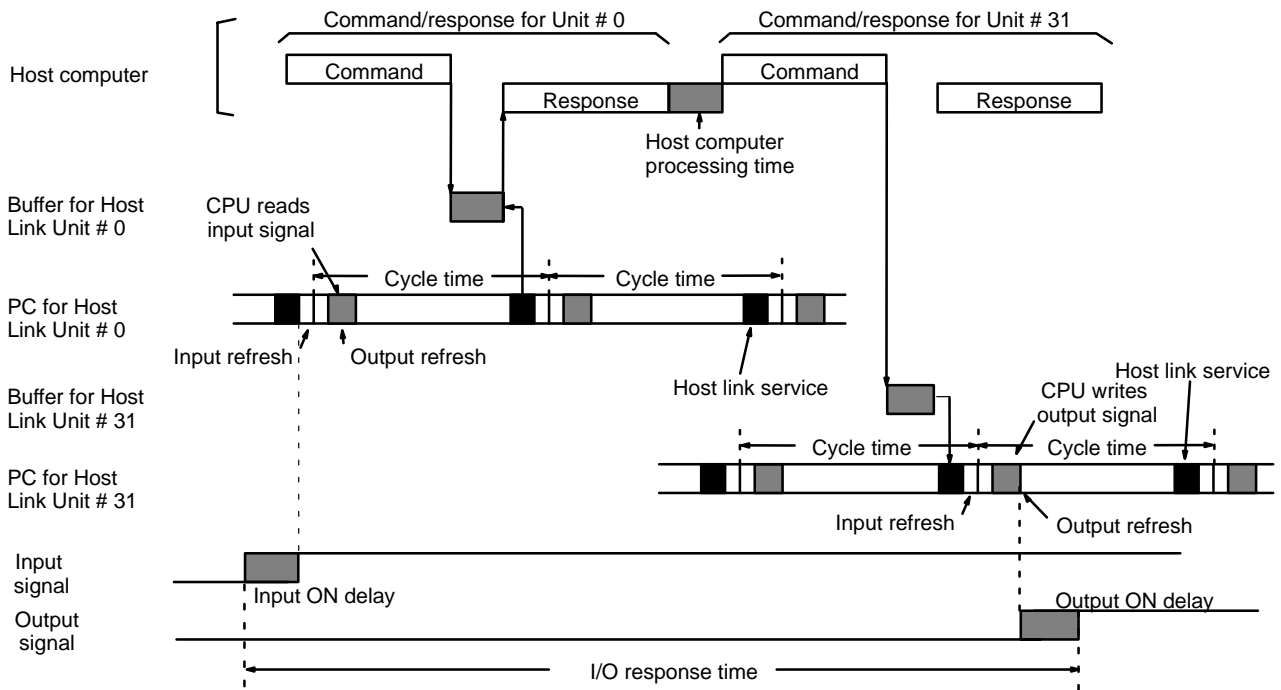 Command/response for Unit # 0
Command/response for Unit # 31
Host computer
Command
Command
Response
Response
Host computer
processing time
Buffer for Host
Link Unit # 0
CPU reads
input signal
Cycle time
Cycle time
PC for Host
Link Unit # 0
Input refresh
Output refresh
Host link service
Host link service
Buffer for Host
Link Unit # 31
CPU writes
output signal
Cycle time
Cycle time
PC for Host
Link Unit # 31
Input refresh
Output refresh
Input
signal
Input ON delay
Output
signal
Output ON delay
I/O response time